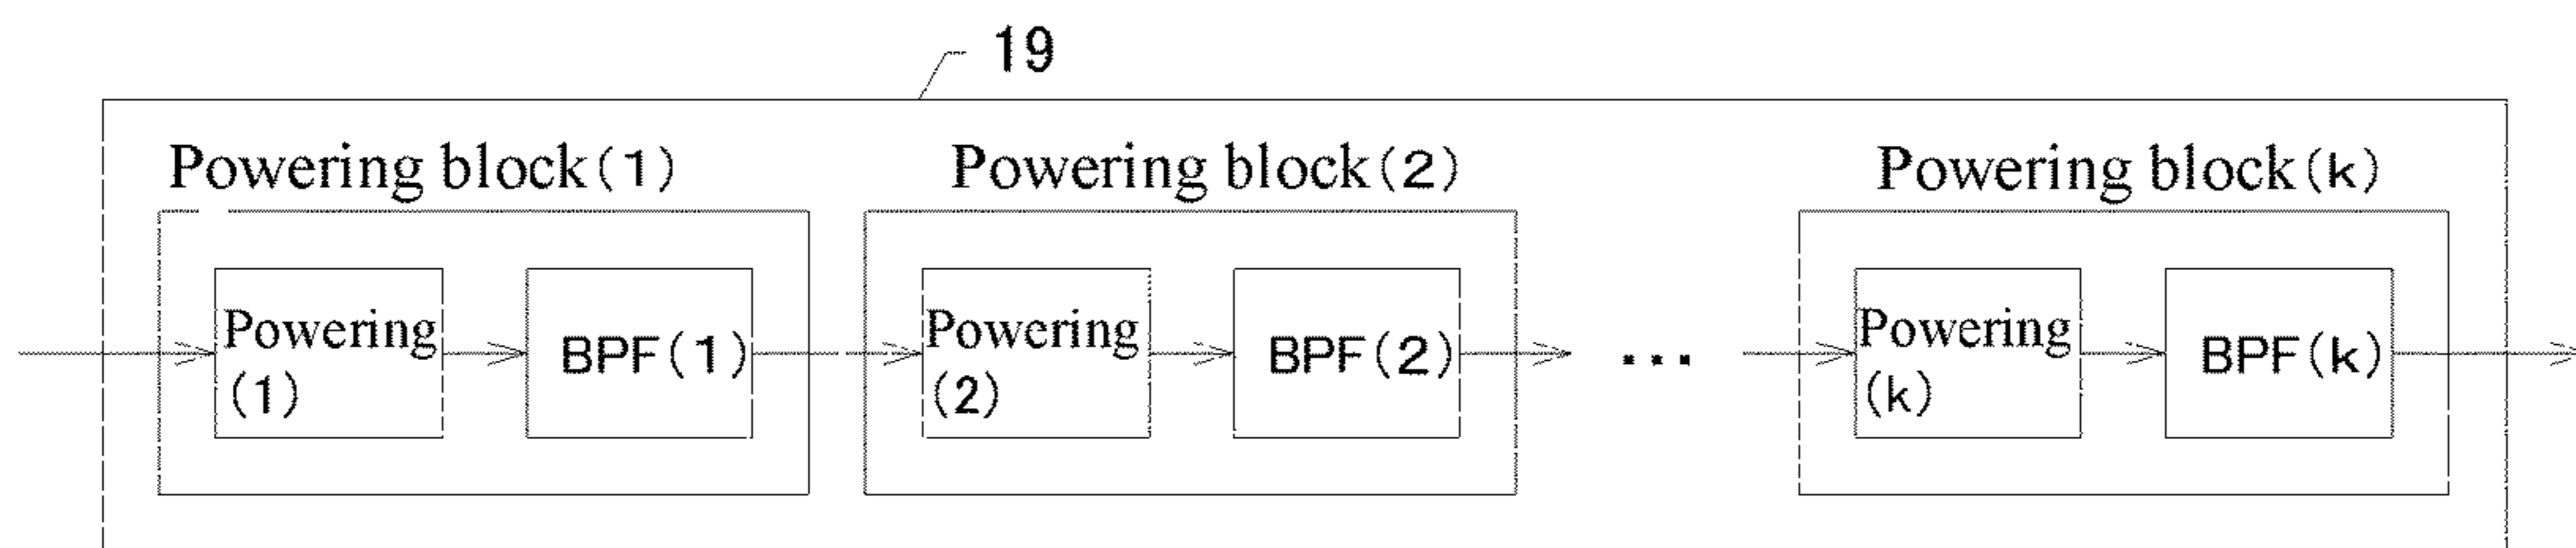 19
Powering block(1)
Powering block(2)
Powering block(k)
Powering
(1)
BPF(1)
Powering
(2)
BPF(2)
...
Powering
(k)
BPF(k)